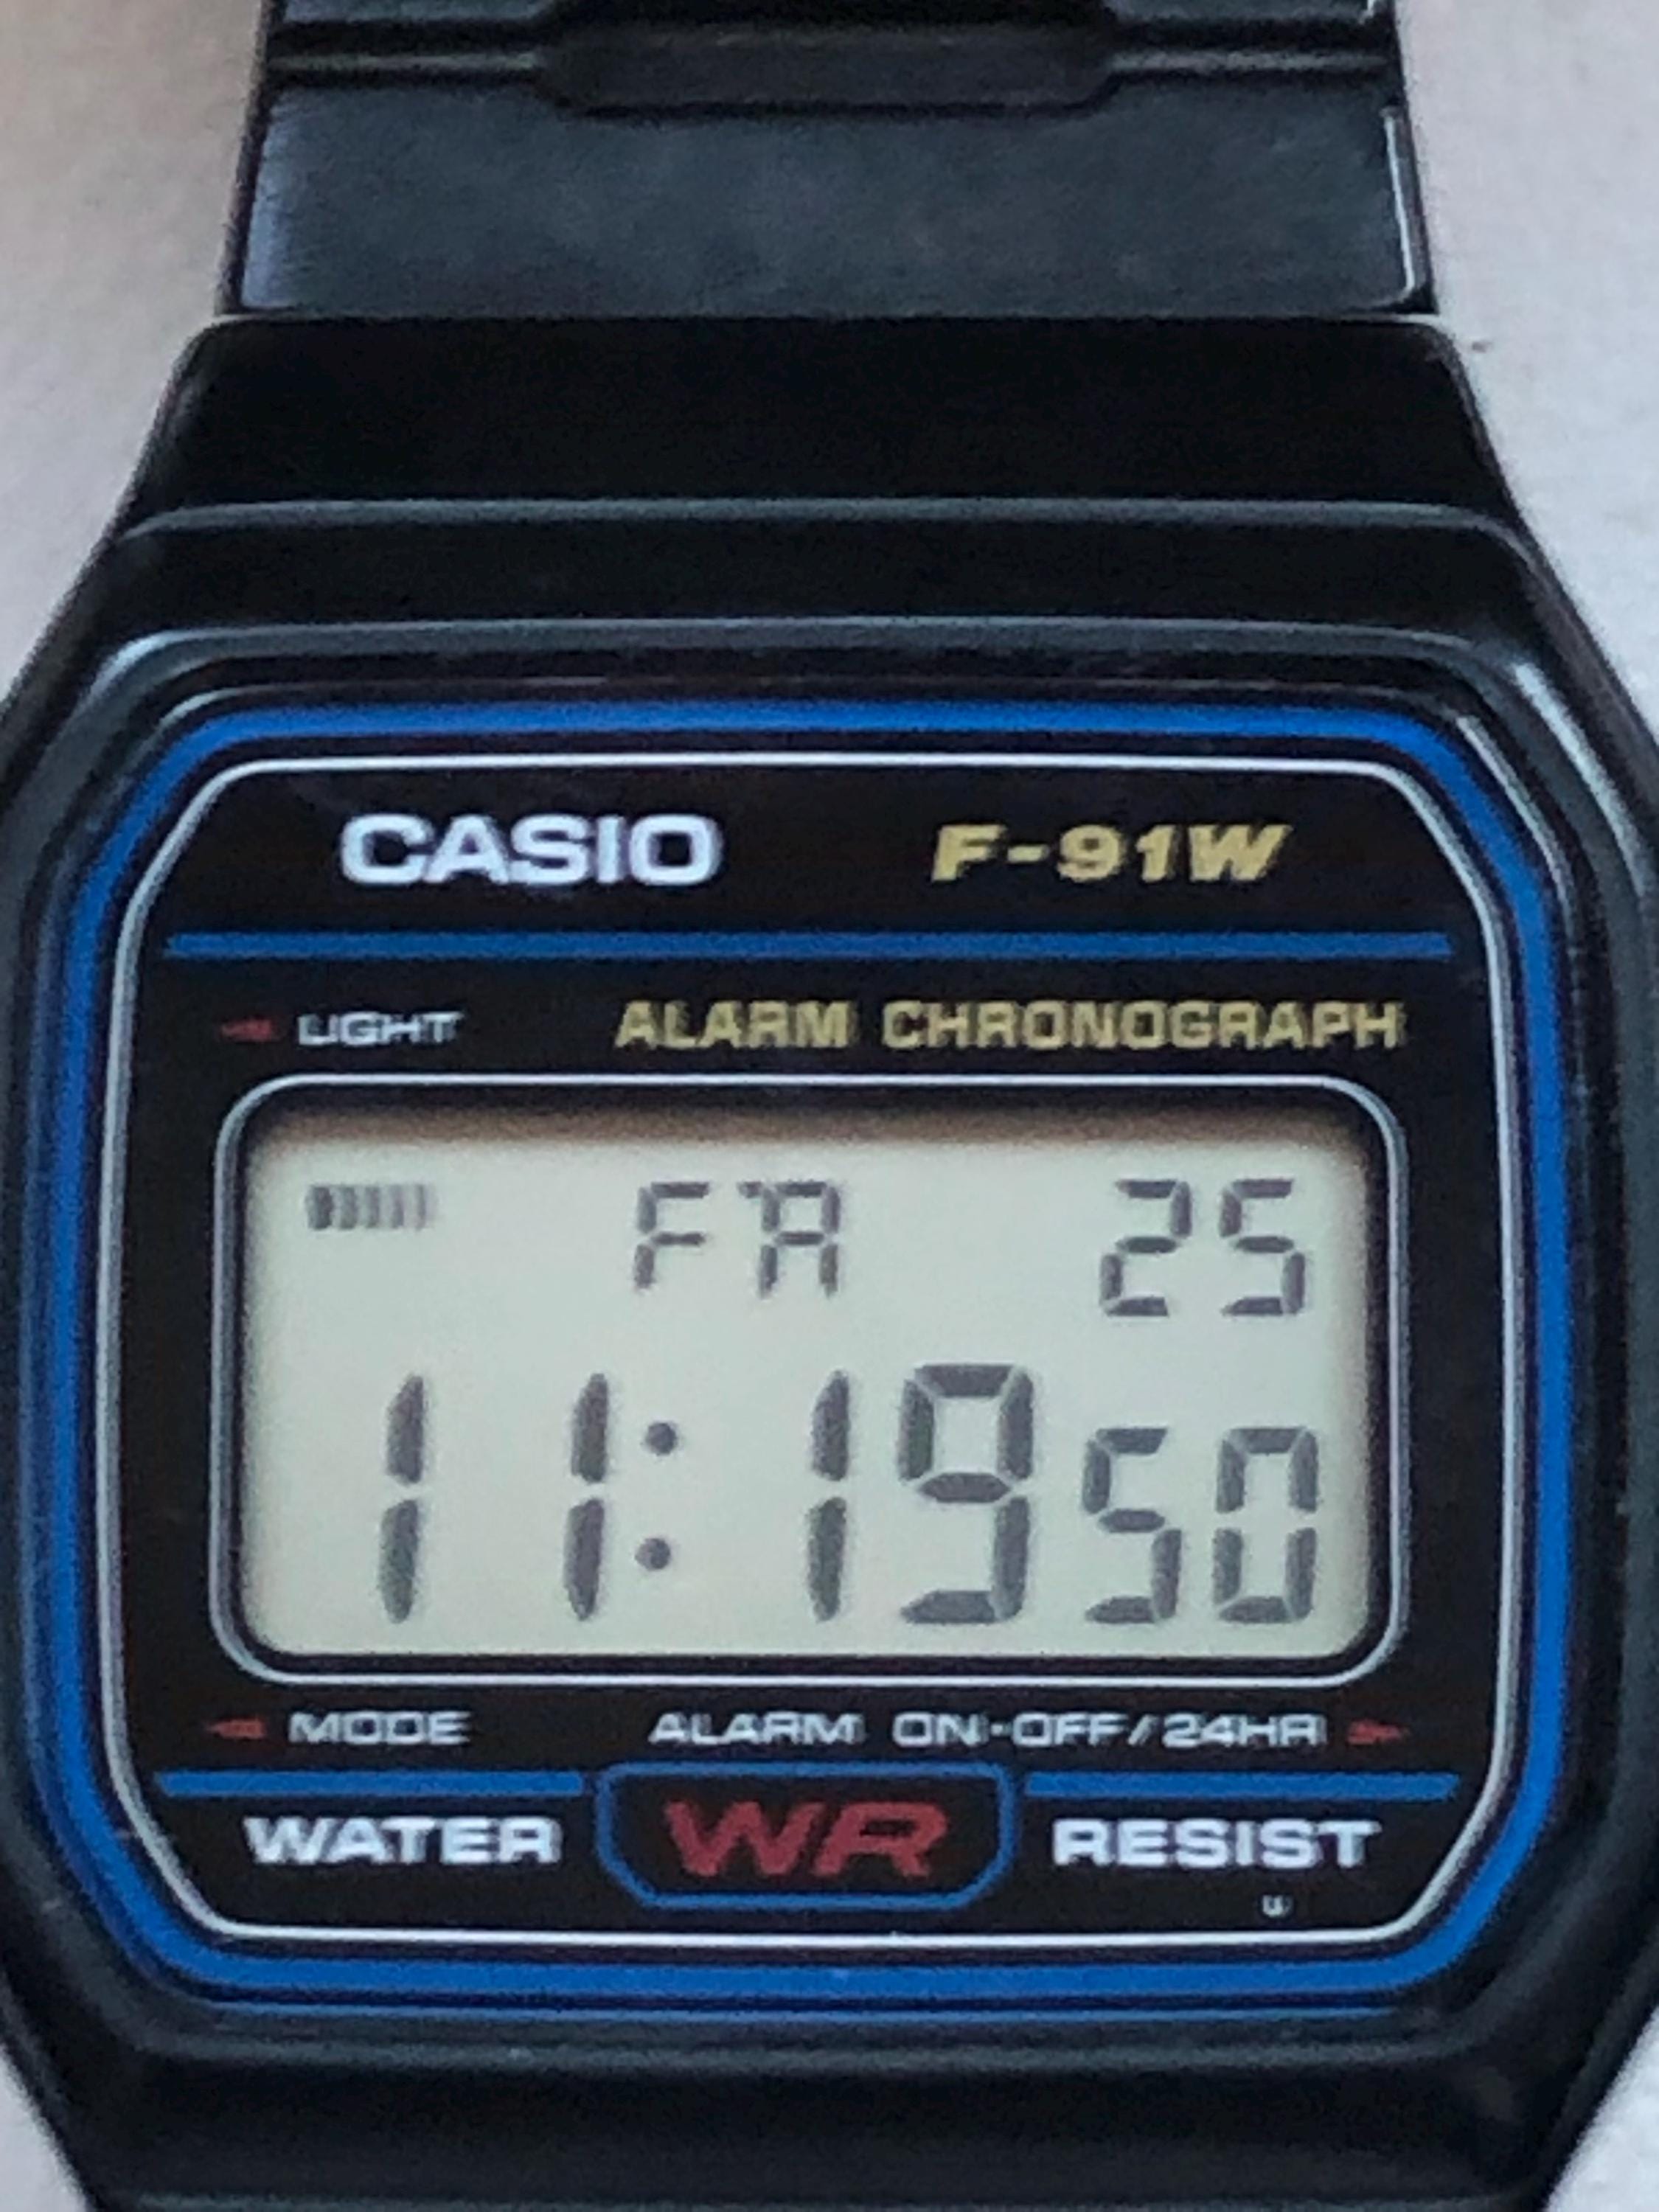 CASIO F-91W
LIGHT ALARM CHRONOGRAPH
FR 25
11:19 50
MODE ALARM ON-OFF/24HR
WATER WR RESIST